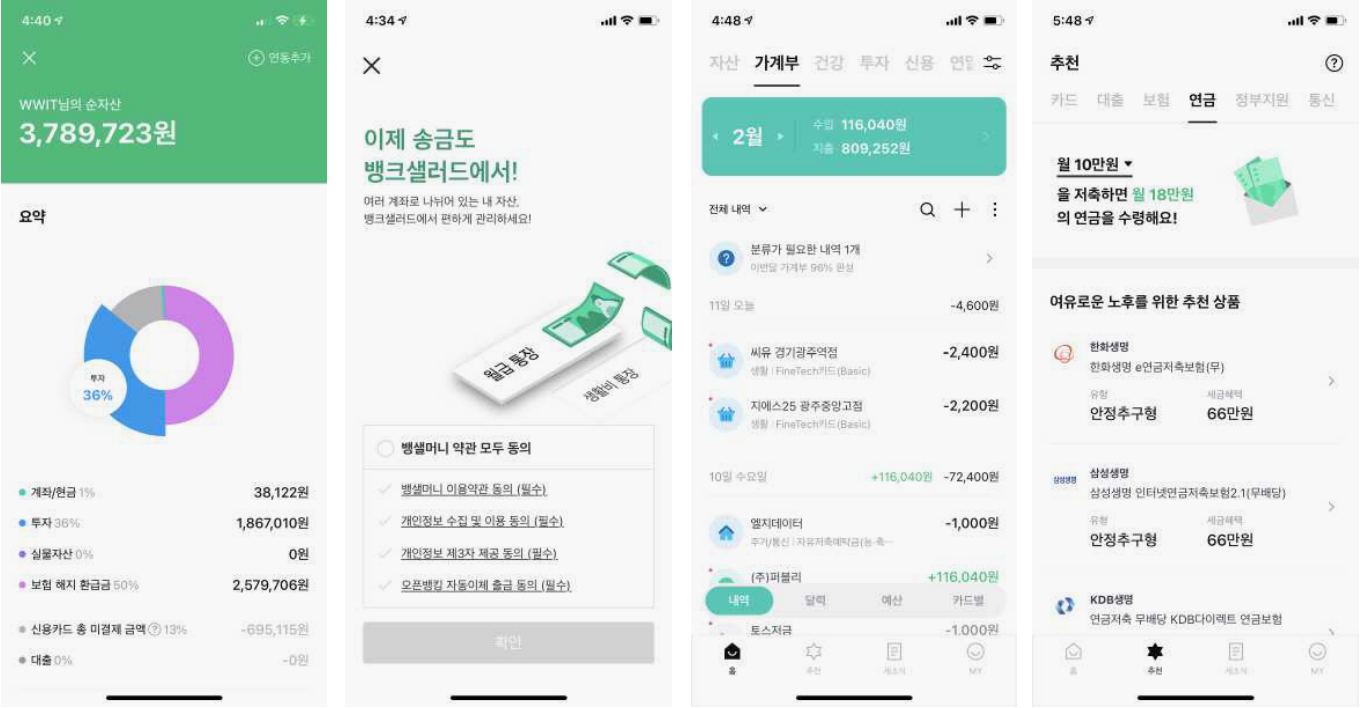 4:40
연동추가
WWIT님의 순자산
3,789,723원
요약
투자
36%
계좌/현금 1% 38,122원
투자 36% 1,867,010원
실물자산 0% 0원
보험 해지 환급금 50% 2,579,706원
신용카드 총 미결제 금액 ? 13% -695,115원
대출 0% -0원
4:34
이제 송금도
뱅크샐러드에서!
여러 계좌로 나뉘어 있는 내 자산,
뱅크샐러드에서 편하게 관리하세요!
월급 통장
생활비 통장
뱅샐머니 약관 모두 동의
뱅샐머니 이용약관 동의 (필수)
개인정보 수집 및 이용 동의 (필수)
개인정보 제3자 제공 동의 (필수)
오픈뱅킹 자동이체 출금 동의 (필수)
확인
4:48
자산 가계부 건강 투자 신용
2월
수입 116,040원
지출 809,252원
전체 내역
분류가 필요한 내역 1개
이번달 가계부 96% 완성
11일 오늘 -4,600원
씨유 경기광주역점 -2,400원
생활 | FineTech카드(Basic)
지에스25 광주중앙고점 -2,200원
생활 | FineTech카드(Basic)
10일 수요일 +116,040원 -72,400원
엘지데이터 -1,000원
주거/통신 | 자유저축예탁금(농·축…
(주)퍼블리 +116,040원
내역 달력 예산 카드별
토스저금 -1,000원
홈 추천 새소식 MY
5:48
추천 ?
카드 대출 보험 연금 정부지원 통신
월 10만원
을 저축하면 월 18만원
의 연금을 수령해요!
여유로운 노후를 위한 추천 상품
한화생명
한화생명 e연금저축보험(무)
유형 세금혜택
안정추구형 66만원
삼성생명
삼성생명
삼성생명 인터넷연금저축보험2.1(무배당)
유형 세금혜택
안정추구형 66만원
KDB생명
연금저축 무배당 KDB다이렉트 연금보험
홈 추천 새소식 MY